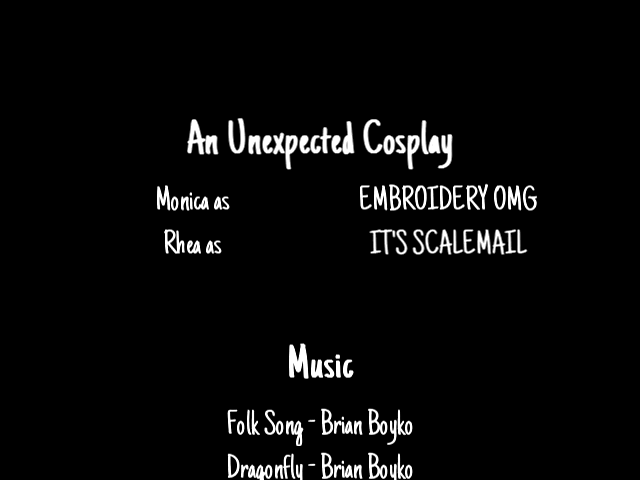 An Unexpected Cosplay
Monica as EMBROIDERY OMG
Rhea as IT'S SCALEMAIL
Music
Folk Song - Brian Boyko
Dragonfly - Brian Boyko